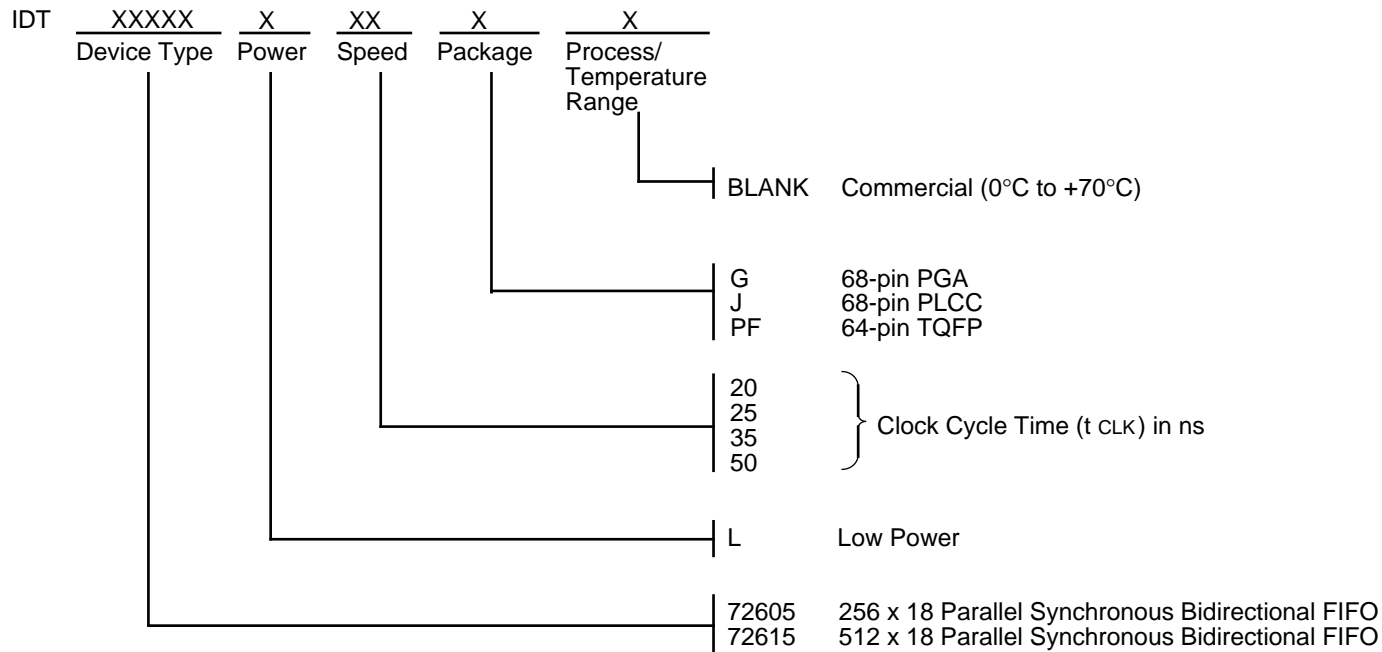 IDT XXXXX X XX X X
Device Type Power Speed Package Process/
Temperature
Range
BLANK Commercial (0°C to +70°C)
G 68-pin PGA
J 68-pin PLCC
PF 64-pin TQFP
20
25
35
50
Clock Cycle Time (t CLK) in ns
L Low Power
72605 256 x 18 Parallel Synchronous Bidirectional FIFO
72615 512 x 18 Parallel Synchronous Bidirectional FIFO